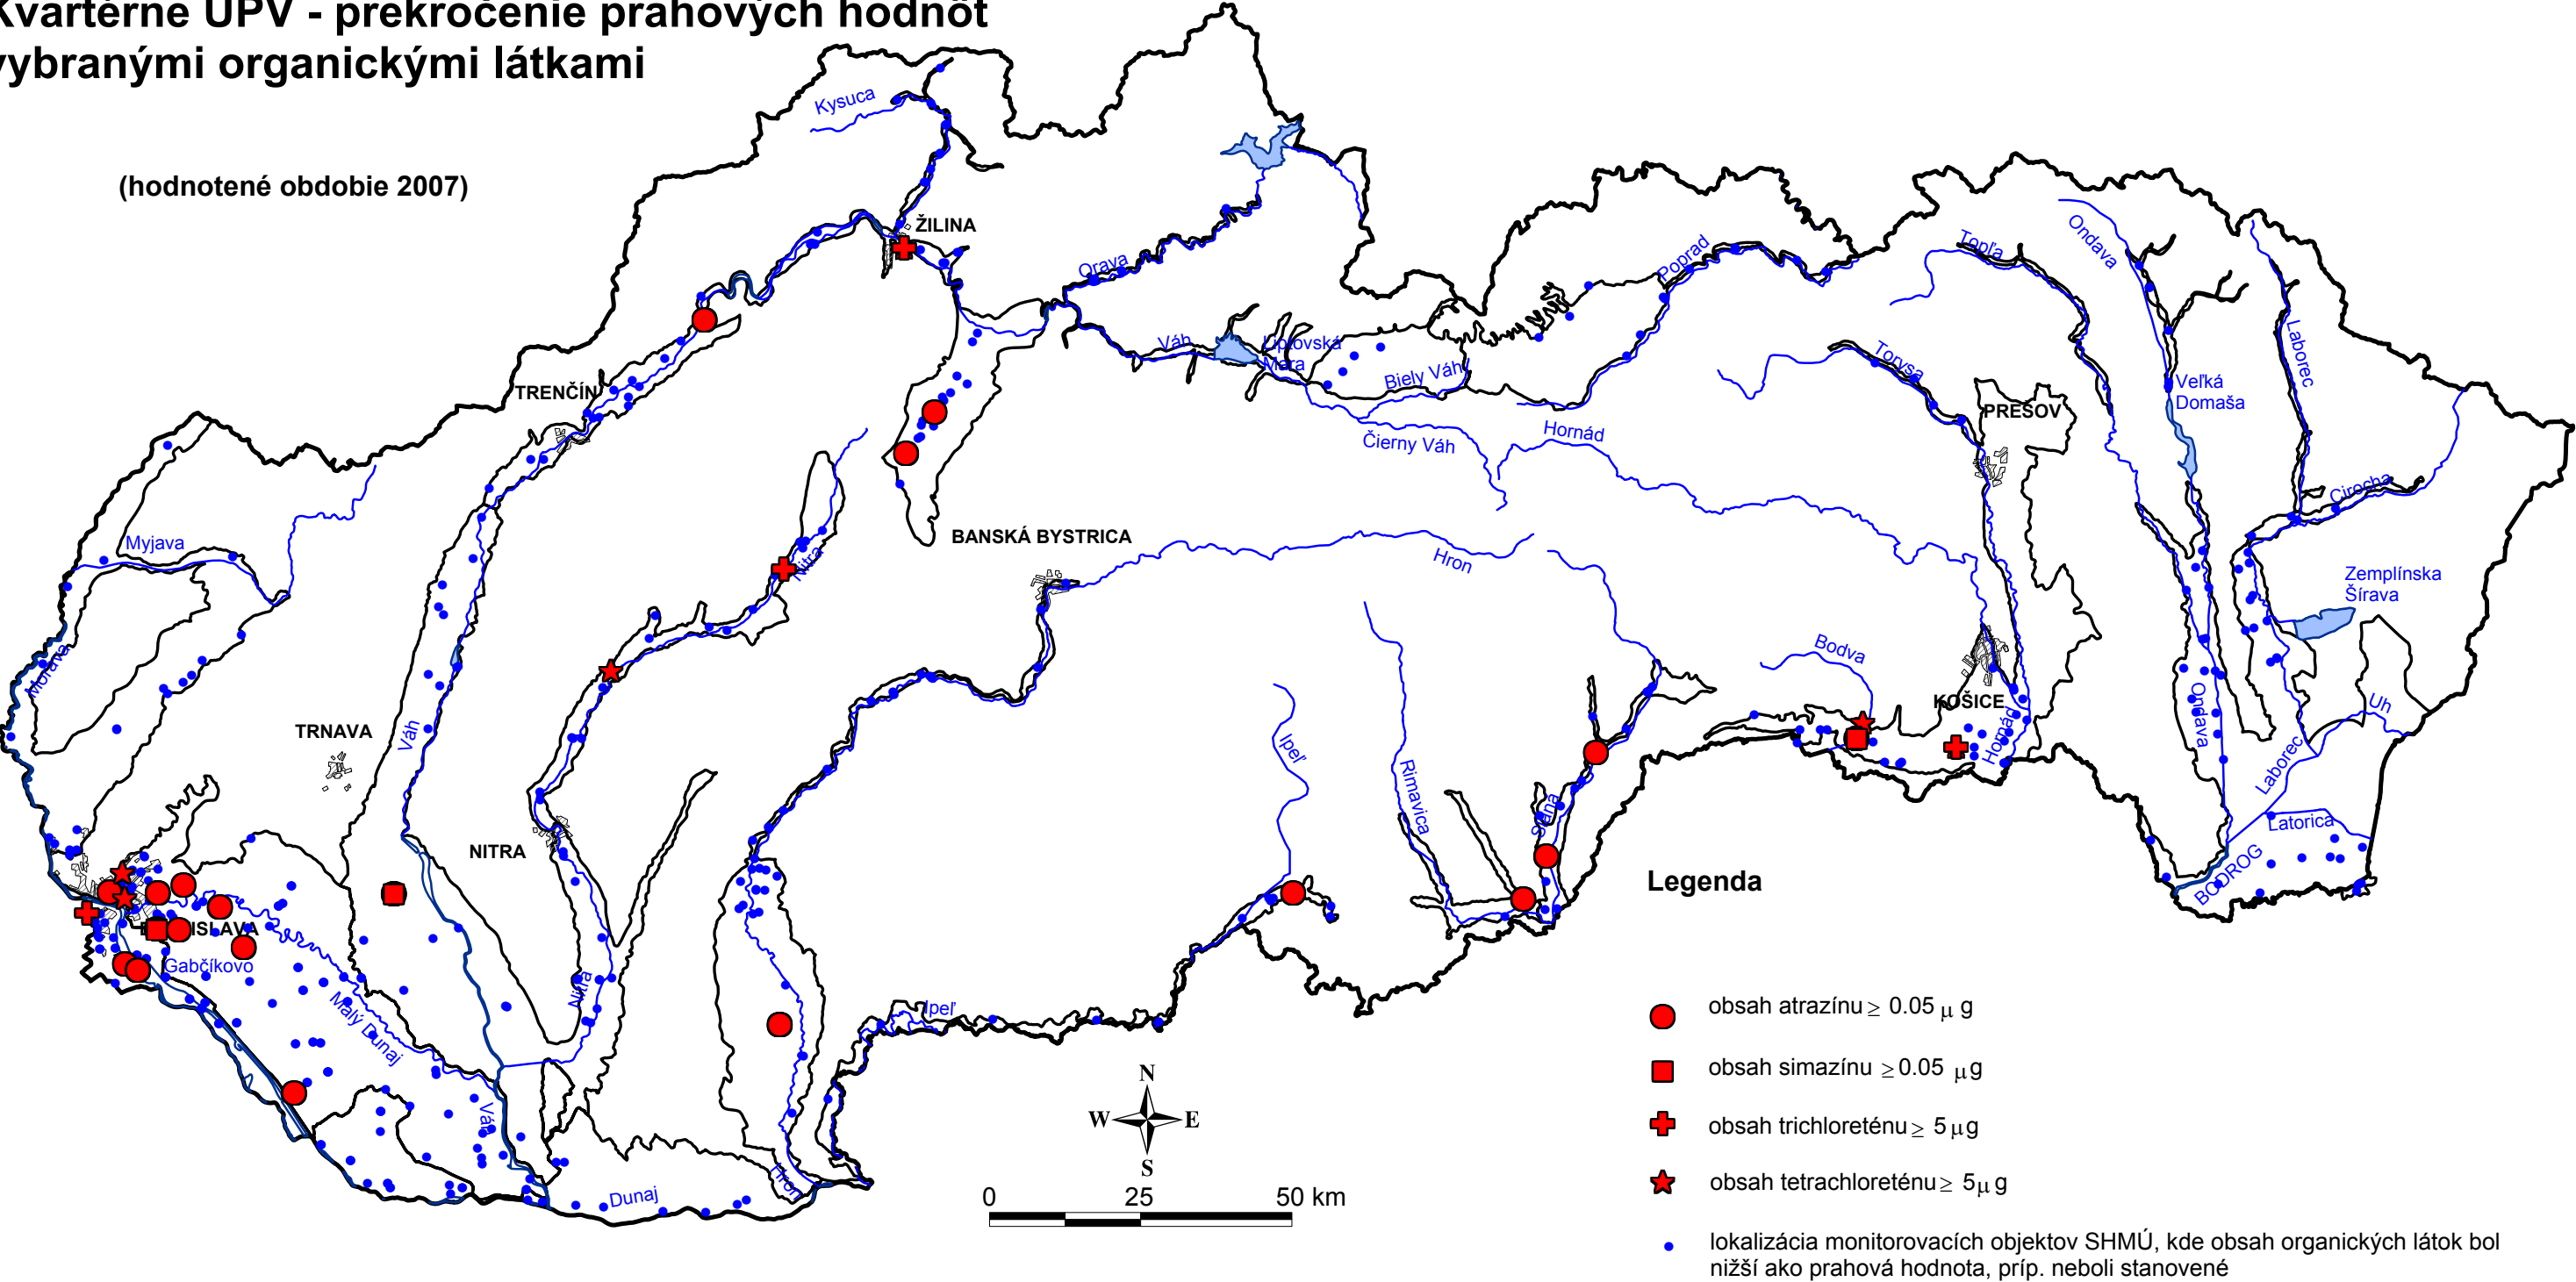 Kvartérne ÚPV - prekročenie prahových hodnôt
vybranými organickými látkami
(hodnotené obdobie 2007)
Kysuca
ŽILINA
Orava
Poprad
Topľa
Ondava
Laborec
Váh
Liptovská
Mara
Biely Váh
Torysa
TRENČÍN
PREŠOV
Veľká
Domaša
Čierny Váh
Hornád
Cirocha
Myjava
BANSKÁ BYSTRICA
Hron
Nitra
Zemplínska
Šírava
Morava
Bodva
TRNAVA
Váh
KOŠICE
Hornád
Ondava
Uh
Ipeľ
Rimavica
Slaná
Laborec
Latorica
NITRA
BODROG
Legenda
ISLAVA
Gabčíkovo
Malý Dunaj
Nitra
Ipeľ
Váh
Hron
Dunaj
N
W E
S
0 25 50 km
obsah atrazínu ≥ 0.05 µ g
obsah simazínu ≥ 0.05 µg
obsah trichloreténu ≥ 5 µg
obsah tetrachloreténu ≥ 5µ g
lokalizácia monitorovacích objektov SHMÚ, kde obsah organických látok bol
nižší ako prahová hodnota, príp. neboli stanovené